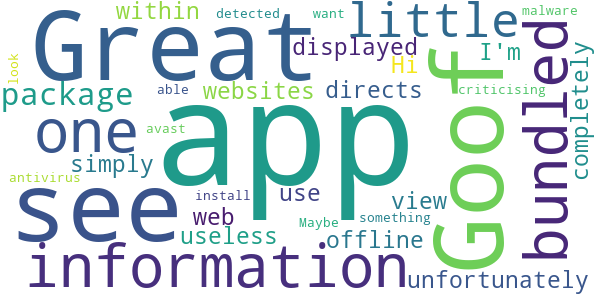 within detected want malware
Great little
look Hi displayed I'm
package able websites directs criticising
one avast app Goof bundled completely
simply
antivirus see install use view
web Maybe something
useless offline
information unfortunately